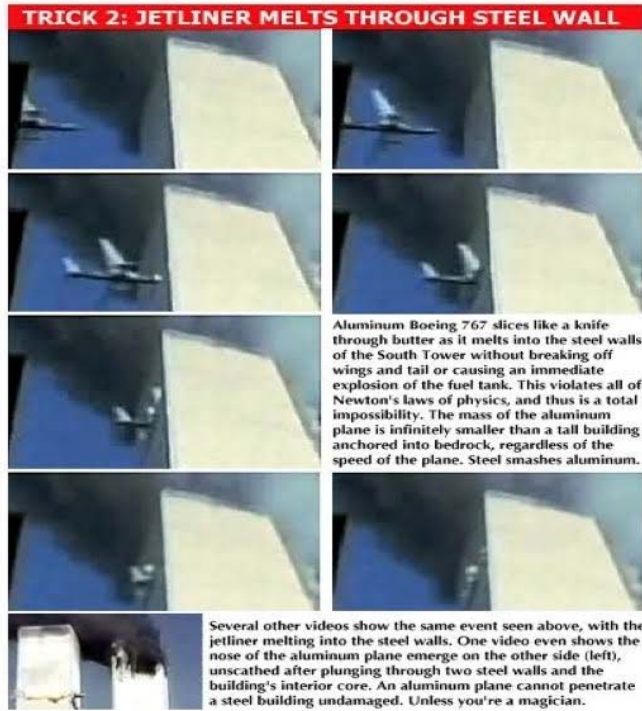 TRICK 2: JETLINER MELTS THROUGH STEEL WALL
Aluminum Boeing 767 slices like a knife
through butter as it melts into the steel walls
of the South Tower without breaking off
wings and tail or causing an immediate
explosion of the fuel tank. This violates all of
Newton's laws of physics, and thus is a total
impossibility. The mass of the aluminum
plane is infinitely smaller than a tall building
anchored into bedrock, regardless of the
speed of the plane. Steel smashes aluminum.
Several other videos show the same event seen above, with the
jetliner melting into the steel walls. One video even shows the
nose of the aluminum plane emerge on the other side (left),
unscathed after plunging through two steel walls and the
building's interior core. An aluminum plane cannot penetrate
a steel building undamaged. Unless you're a magician.